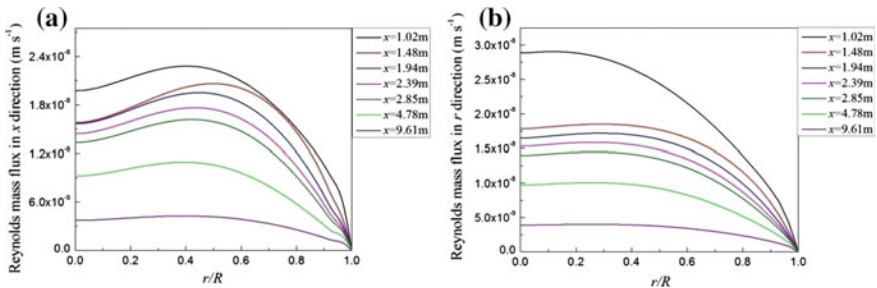 (a)
Reynolds mass flux in x direction (m s⁻¹)
2.4x10⁻⁸
1.8x10⁻⁸
1.2x10⁻⁸
6.0x10⁻⁹
0.0
0.0 0.2 0.4 0.6 0.8 1.0
r/R
x=1.02m
x=1.48m
x=1.94m
x=2.39m
x=2.85m
x=4.78m
x=9.61m
(b)
Reynolds mass flux in r direction (m s⁻¹)
3.0x10⁻⁸
2.5x10⁻⁸
2.0x10⁻⁸
1.5x10⁻⁸
1.0x10⁻⁸
5.0x10⁻⁹
0.0
0.0 0.2 0.4 0.6 0.8 1.0
r/R
x=1.02m
x=1.48m
x=1.94m
x=2.39m
x=2.85m
x=4.78m
x=9.61m